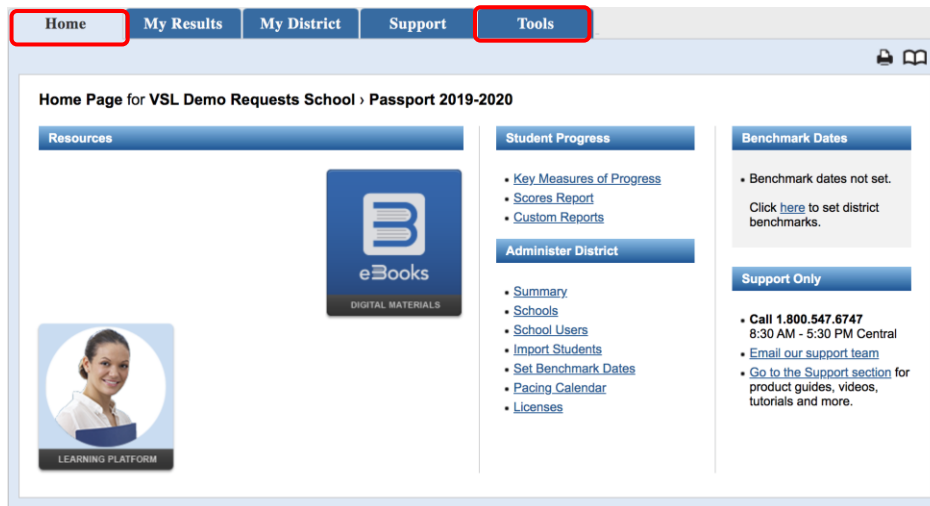 Home
My Results
My District
Support
Tools
Home Page for VSL Demo Requests School › Passport 2019-2020
Resources
eBooks
DIGITAL MATERIALS
LEARNING PLATFORM
Student Progress
• Key Measures of Progress
• Scores Report
• Custom Reports
Administer District
• Summary
• Schools
• School Users
• Import Students
• Set Benchmark Dates
• Pacing Calendar
• Licenses
Benchmark Dates
• Benchmark dates not set.
Click here to set district
benchmarks.
Support Only
• Call 1.800.547.6747
8:30 AM - 5:30 PM Central
• Email our support team
• Go to the Support section for
product guides, videos,
tutorials and more.